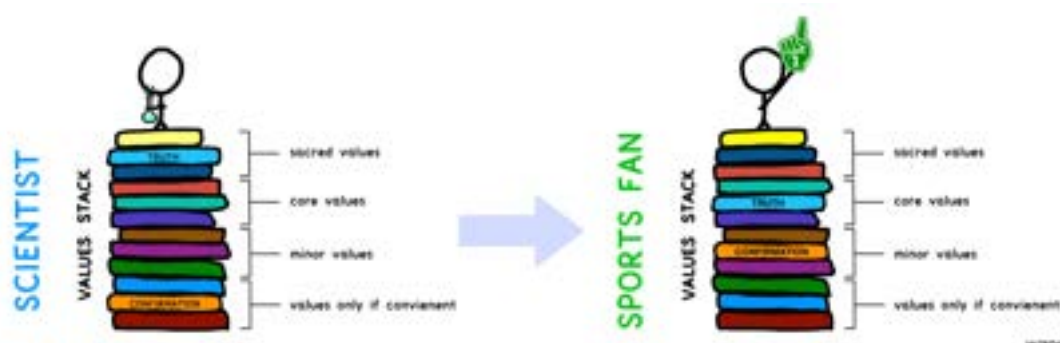 SCIENTIST
VALUES STACK
TRUTH
sacred values
core values
minor values
CONFIRMATION
values only if convienent
SPORTS FAN
VALUES STACK
sacred values
TRUTH
core values
CONFIRMATION
minor values
values only if convienent